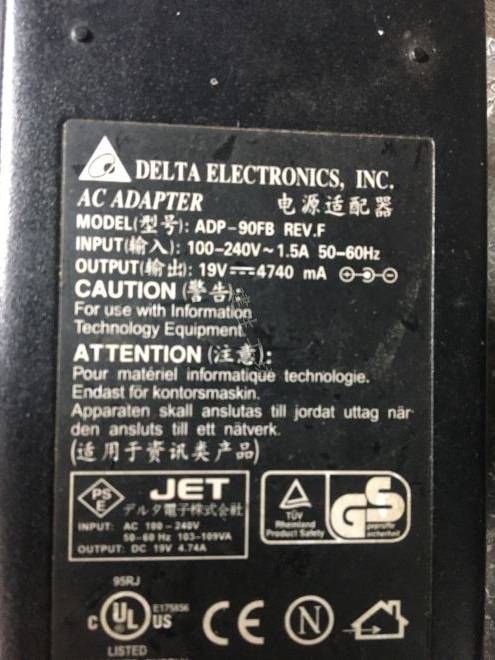 DELTA ELECTRONICS, INC.
AC ADAPTER 电源适配器
MODEL(型号): ADP-90FB REV.F
INPUT(输入): 100-240V~1.5A 50-60Hz
OUTPUT(输出): 19V⎓4740 mA
CAUTION (警告):
For use with Information
Technology Equipment.
ATTENTION (注意):
Pour matériel informatique technologie.
Endast för kontorsmaskin.
Apparaten skall anslutas till jordat uttag när
den ansluts till ett nätverk.
(适用于资讯类产品)
PS
E
JET
デルタ電子株式会社
INPUT: AC 100-240V
50-60 Hz 103-109VA
OUTPUT: DC 19V 4.74A
TÜV
Rheinland
Product Safety
GS
geprüfte
sicherheit
95RJ
E175856
c UL US
LISTED
CE
N